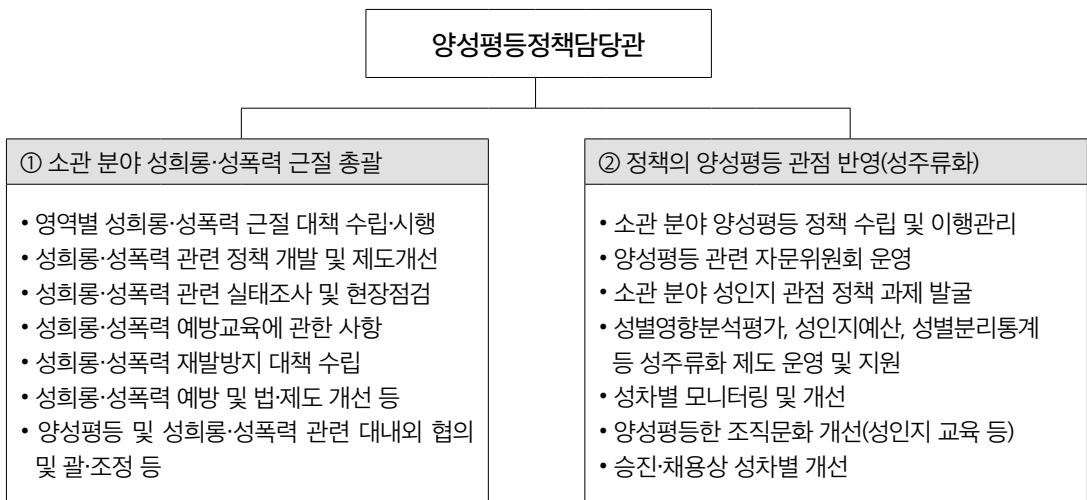 양성평등정책담당관
① 소관 분야 성희롱·성폭력 근절 총괄
• 영역별 성희롱·성폭력 근절 대책 수립·시행
• 성희롱·성폭력 관련 정책 개발 및 제도개선
• 성희롱·성폭력 관련 실태조사 및 현장점검
• 성희롱·성폭력 예방교육에 관한 사항
• 성희롱·성폭력 재발방지 대책 수립
• 성희롱·성폭력 예방 및 법·제도 개선 등
• 양성평등 및 성희롱·성폭력 관련 대내외 협의
및 괄·조정 등
② 정책의 양성평등 관점 반영(성주류화)
• 소관 분야 양성평등 정책 수립 및 이행관리
• 양성평등 관련 자문위원회 운영
• 소관 분야 성인지 관점 정책 과제 발굴
• 성별영향분석평가, 성인지예산, 성별분리통계
등 성주류화 제도 운영 및 지원
• 성차별 모니터링 및 개선
• 양성평등한 조직문화 개선(성인지 교육 등)
• 승진·채용상 성차별 개선